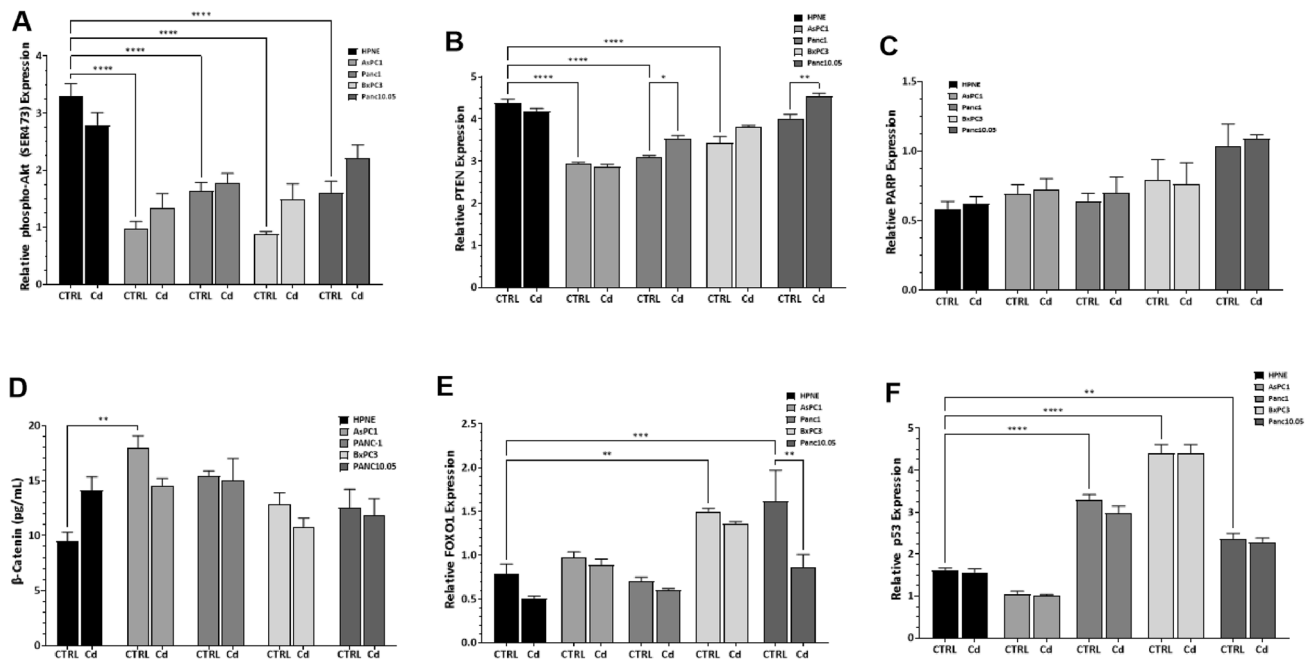 A
****
****
****
****
HPNE
AsPC1
Panc1
BxPC3
Panc10.05
Relative phospho-Akt (SER473) Expression
4
3
2
1
0
CTRL Cd CTRL Cd CTRL Cd CTRL Cd CTRL Cd
B
****
****
****
*
**
HPNE
AsPC1
Panc1
BxPC3
Panc10.05
Relative PTEN Expression
5
4
3
2
1
0
CTRL Cd CTRL Cd CTRL Cd CTRL Cd CTRL Cd
C
HPNE
AsPC1
Panc1
BxPC3
Panc10.05
Relative PARP Expression
1.5
1.0
0.5
0.0
CTRL Cd CTRL Cd CTRL Cd CTRL Cd CTRL Cd
D
**
HPNE
AsPC1
PANC-1
BxPC3
PANC10.05
β-Catenin (pg/mL)
20
15
10
5
0
CTRL Cd CTRL Cd CTRL Cd CTRL Cd CTRL Cd
E
***
**
**
HPNE
AsPC1
Panc1
BxPC3
Panc10.05
Relative FOXO1 Expression
2.5
2.0
1.5
1.0
0.5
0.0
CTRL Cd CTRL Cd CTRL Cd CTRL Cd CTRL Cd
F
**
****
****
HPNE
AsPC1
Panc1
BxPC3
Panc10.05
Relative p53 Expression
5
4
3
2
1
0
CTRL Cd CTRL Cd CTRL Cd CTRL Cd CTRL Cd